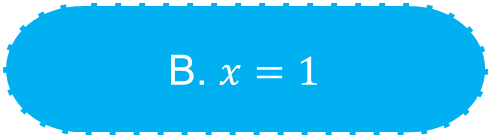 B. x = 1